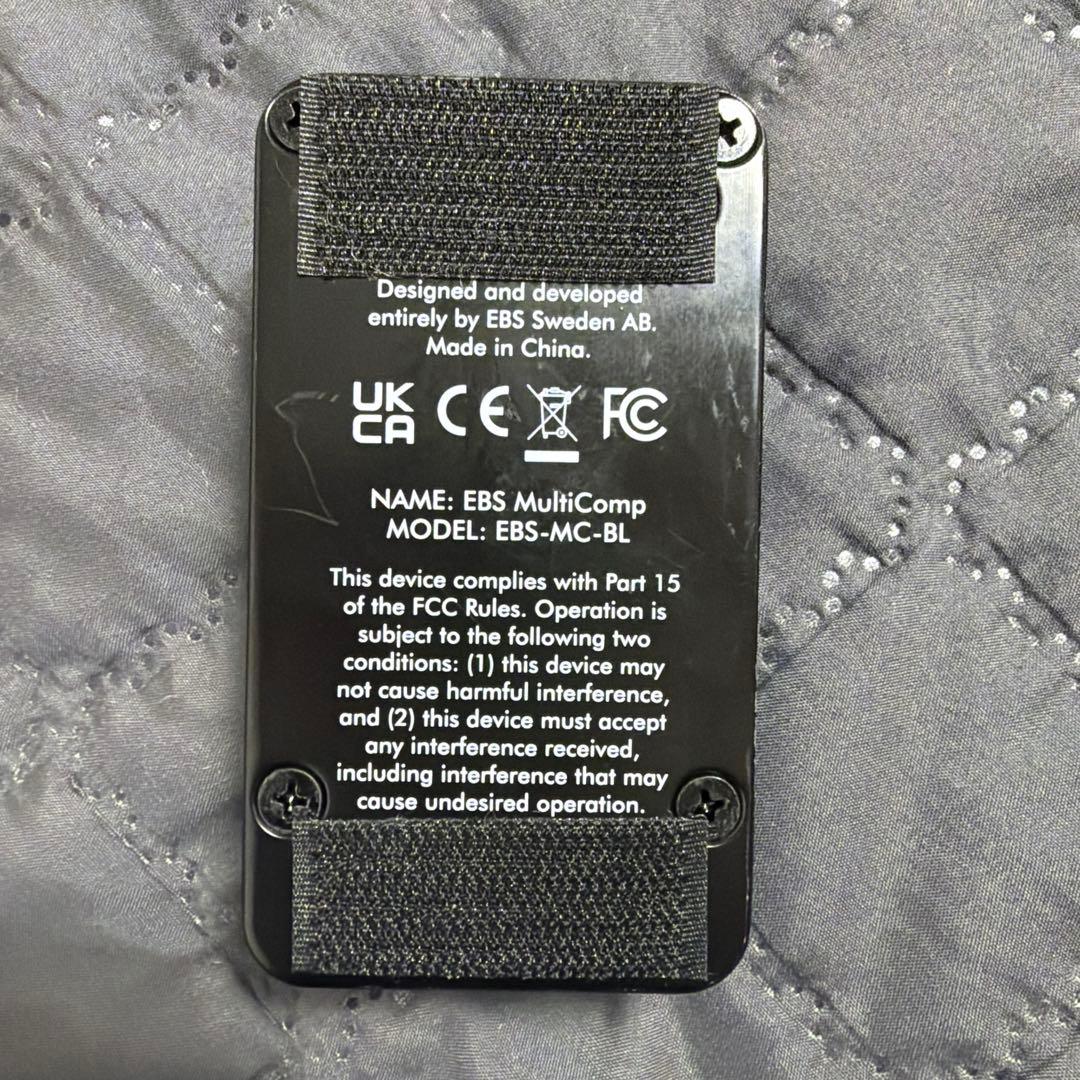 Designed and developed
entirely by EBS Sweden AB.
Made in China.
UK CA CE FC
NAME: EBS MultiComp
MODEL: EBS-MC-BL
This device complies with Part 15
of the FCC Rules. Operation is
subject to the following two
conditions: (1) this device may
not cause harmful interference,
and (2) this device must accept
any interference received,
including interference that may
cause undesired operation.